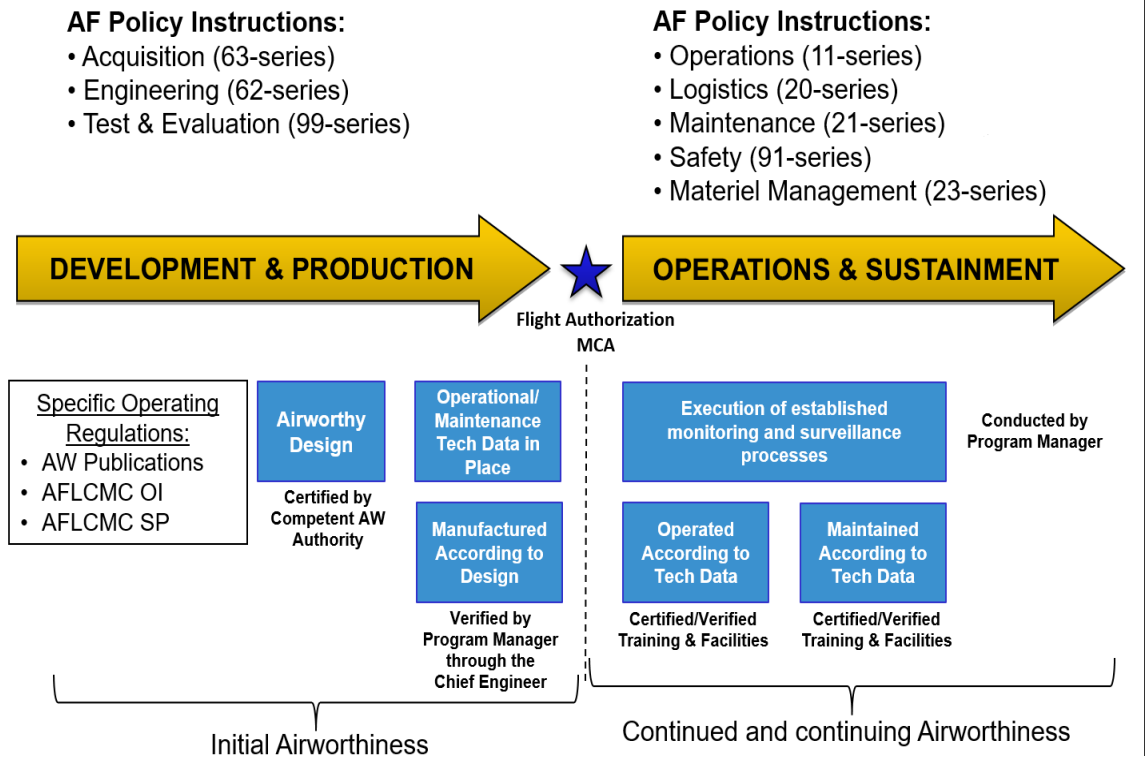 AF Policy Instructions:
• Acquisition (63-series)
• Engineering (62-series)
• Test & Evaluation (99-series)
AF Policy Instructions:
• Operations (11-series)
• Logistics (20-series)
• Maintenance (21-series)
• Safety (91-series)
• Materiel Management (23-series)
DEVELOPMENT & PRODUCTION
OPERATIONS & SUSTAINMENT
Flight Authorization
MCA
Specific Operating
Regulations:
• AW Publications
• AFLCMC OI
• AFLCMC SP
Airworthy
Design
Certified by
Competent AW
Authority
Operational/
Maintenance
Tech Data in
Place
Manufactured
According to
Design
Verified by
Program Manager
through the
Chief Engineer
Execution of established
monitoring and surveillance
processes
Conducted by
Program Manager
Operated
According to
Tech Data
Certified/Verified
Training & Facilities
Maintained
According to
Tech Data
Certified/Verified
Training & Facilities
Initial Airworthiness
Continued and continuing Airworthiness